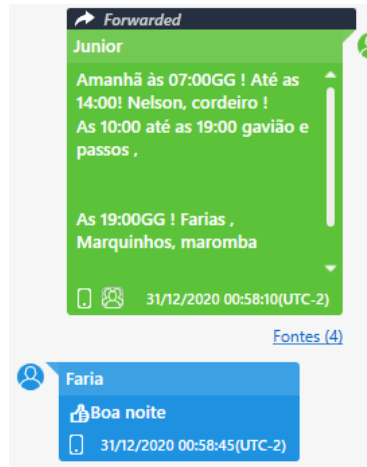 Forwarded
Junior
Amanhã às 07:00GG ! Até as
14:00! Nelson, cordeiro !
As 10:00 até as 19:00 gavião e
passos ,
As 19:00GG ! Farias ,
Marquinhos, maromba
31/12/2020 00:58:10(UTC-2)
Fontes (4)
Faria
👍Boa noite
31/12/2020 00:58:45(UTC-2)